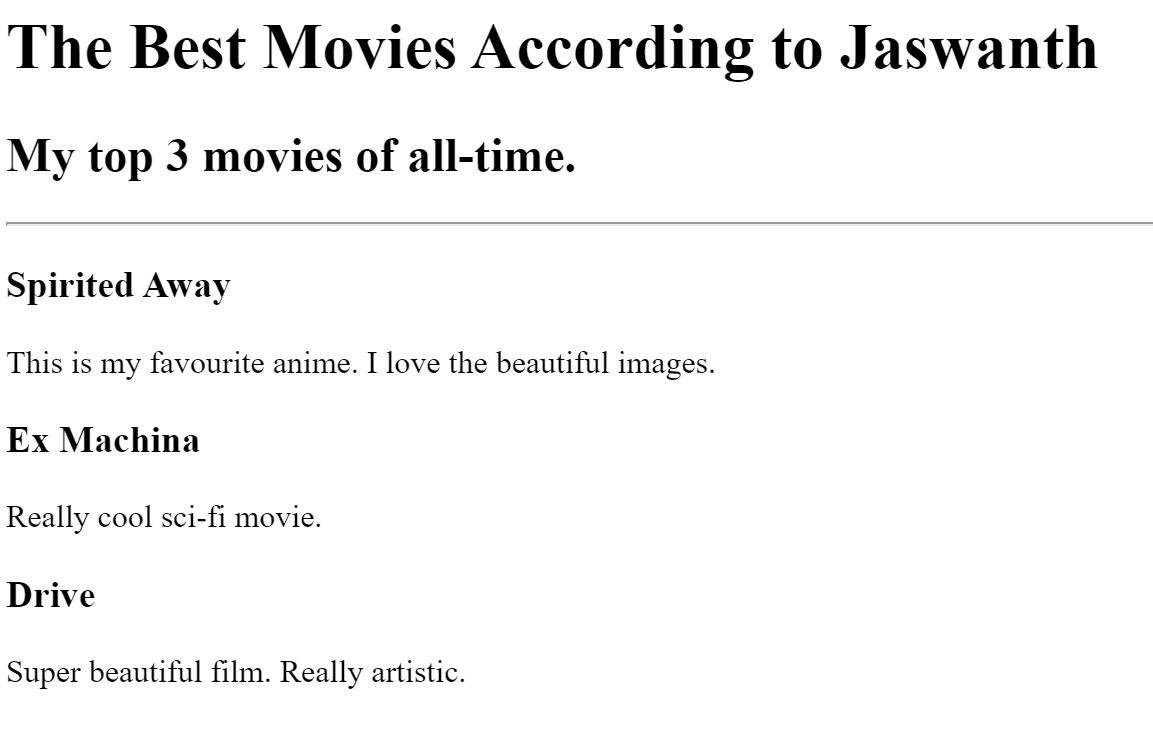 The Best Movies According to Jaswanth
My top 3 movies of all-time.
Spirited Away
This is my favourite anime. I love the beautiful images.
Ex Machina
Really cool sci-fi movie.
Drive
Super beautiful film. Really artistic.